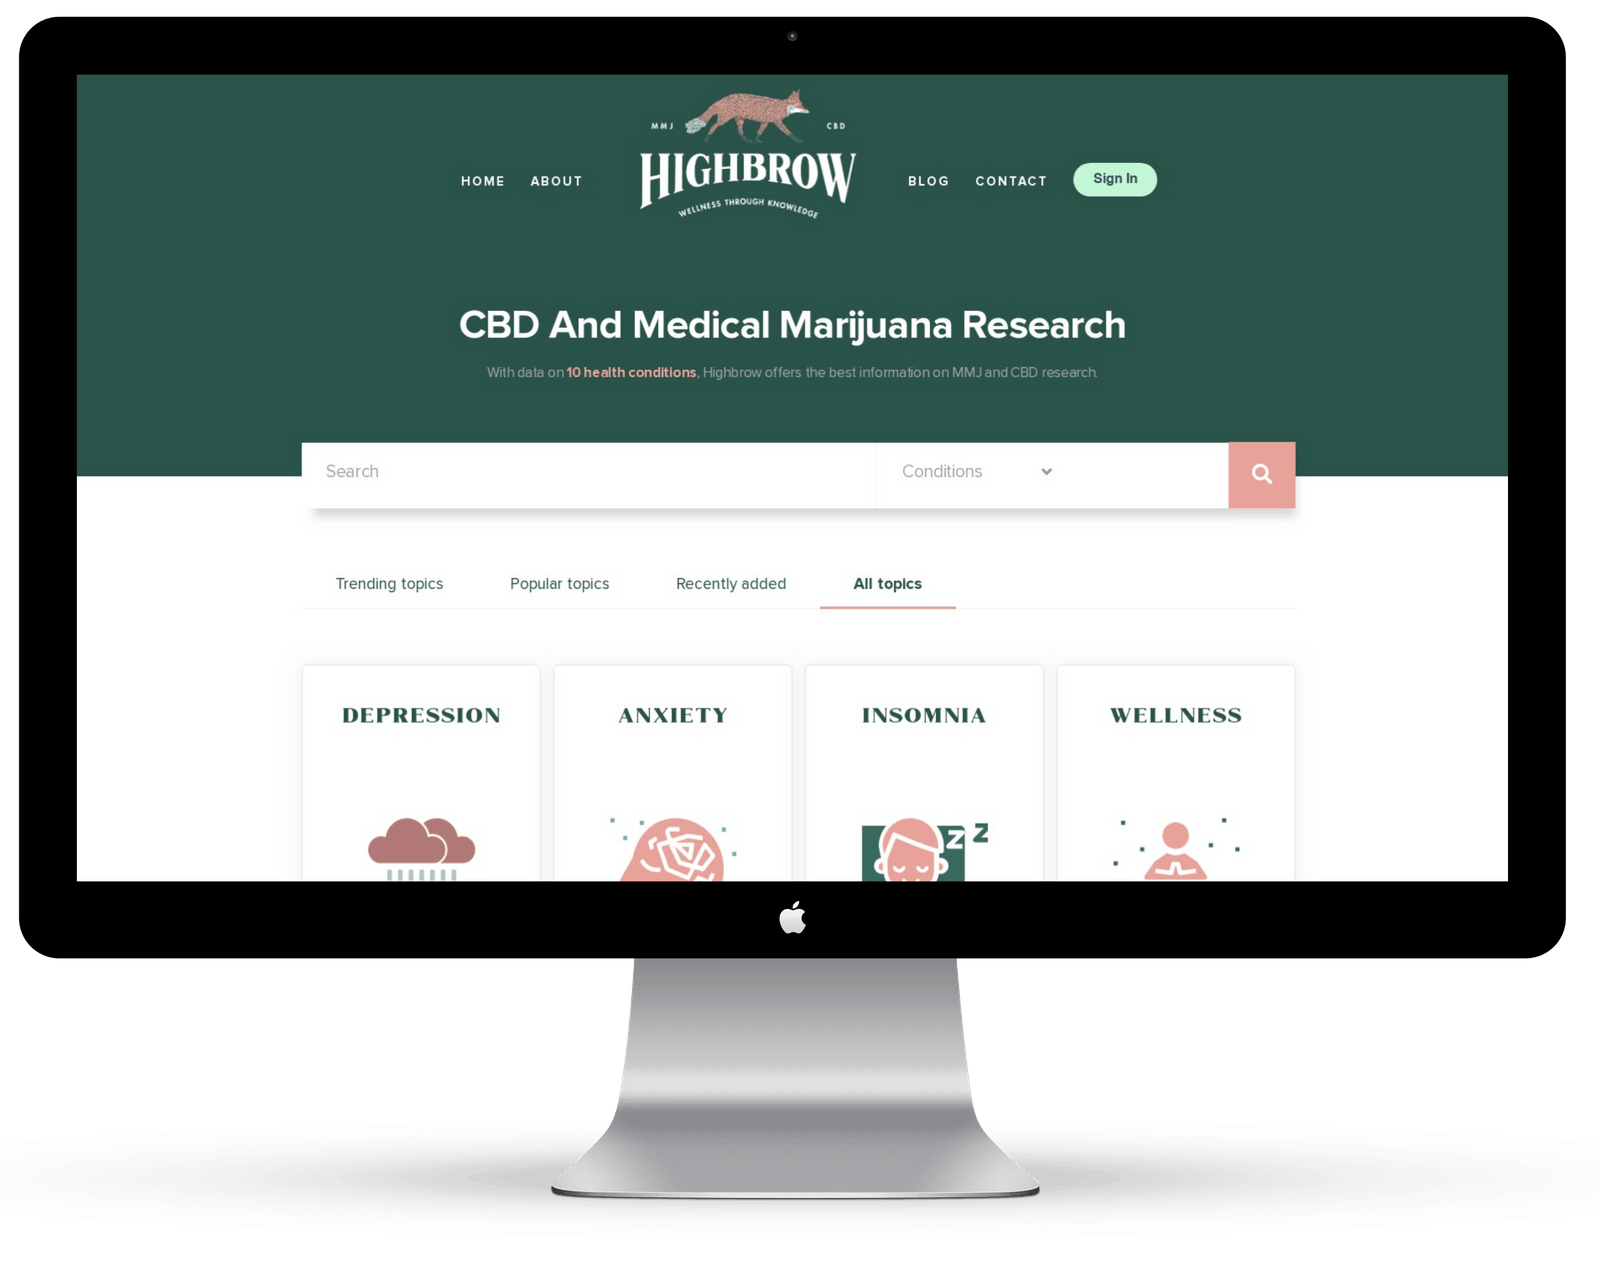 MMJ CBD
HIGHBROW
WELLNESS THROUGH KNOWLEDGE
HOME ABOUT BLOG CONTACT Sign In
CBD And Medical Marijuana Research
With data on 10 health conditions, Highbrow offers the best information on MMJ and CBD research.
Search Conditions
Trending topics Popular topics Recently added All topics
DEPRESSION ANXIETY INSOMNIA WELLNESS
Z Z